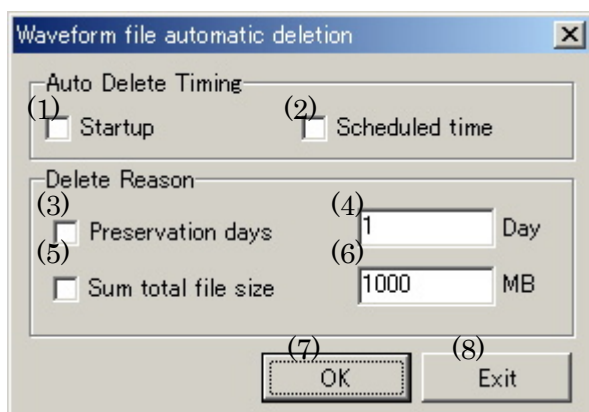 Waveform file automatic deletion
Auto Delete Timing
(1) Startup (2) Scheduled time
Delete Reason
(3) Preservation days (4) 1 Day
(5) Sum total file size (6) 1000 MB
(7) OK (8) Exit